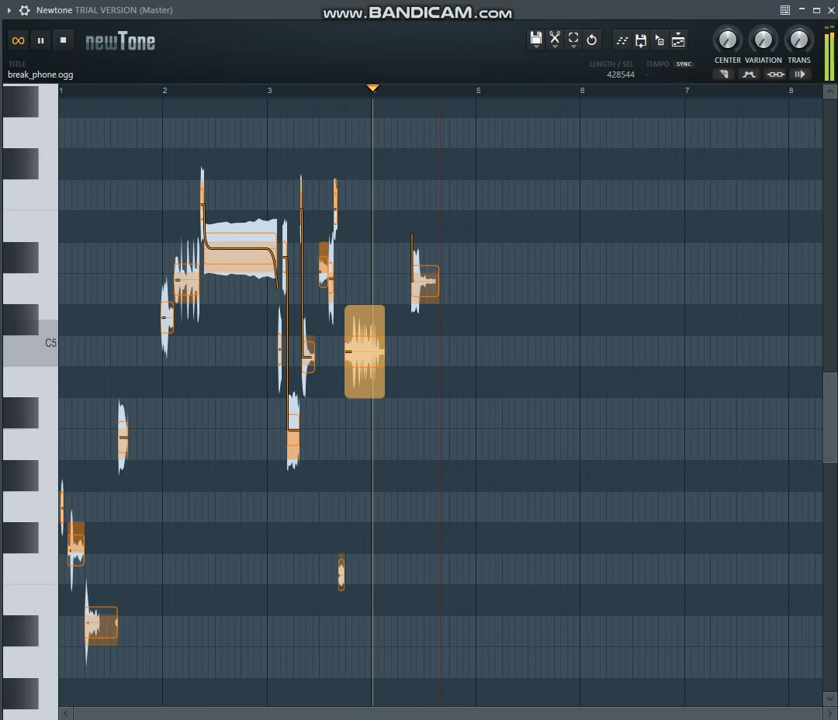 Newtone TRIAL VERSION (Master)
www.BANDICAM.com
newTone
CENTER VARIATION TRANS
TITLE
break_phone.ogg
LENGTH / SEL TEMPO SYNC
428544 -
1 2 3 5 6 7 8
C5